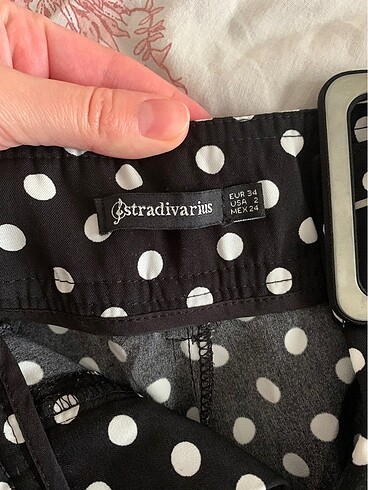 stradivarius
EUR 34
USA 2
MEX 24